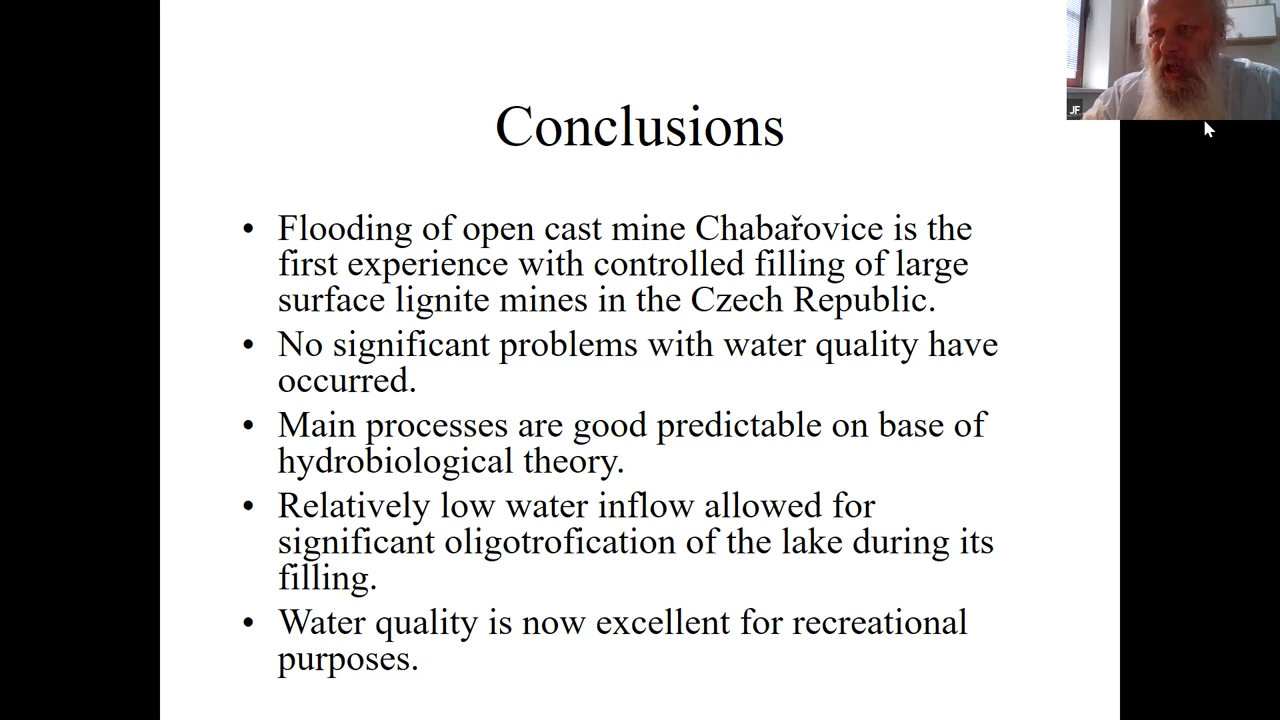 Conclusions
• Flooding of open cast mine Chabařovice is the
first experience with controlled filling of large
surface lignite mines in the Czech Republic.
• No significant problems with water quality have
occurred.
• Main processes are good predictable on base of
hydrobiological theory.
• Relatively low water inflow allowed for
significant oligotrofication of the lake during its
filling.
• Water quality is now excellent for recreational
purposes.
JF